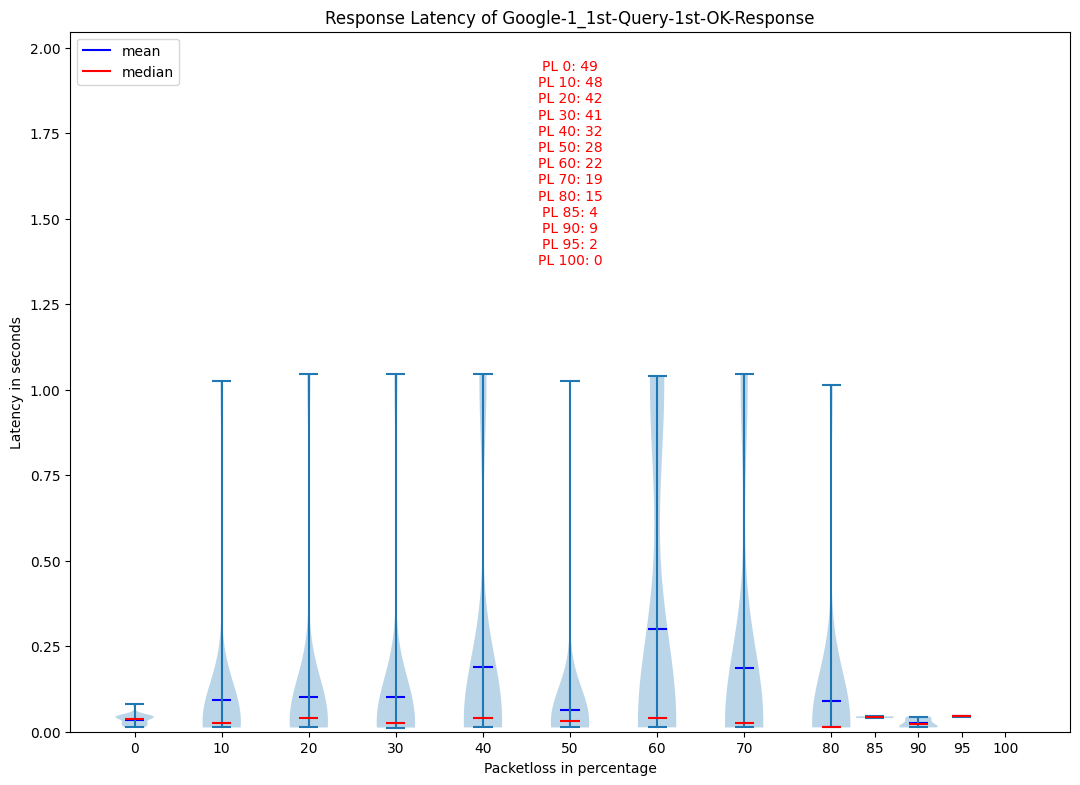 Response Latency of Google-1_1st-Query-1st-OK-Response
mean
median
PL 0: 49
PL 10: 48
PL 20: 42
PL 30: 41
PL 40: 32
PL 50: 28
PL 60: 22
PL 70: 19
PL 80: 15
PL 85: 4
PL 90: 9
PL 95: 2
PL 100: 0
Latency in seconds
2.00
1.75
1.50
1.25
1.00
0.75
0.50
0.25
0.00
0 10 20 30 40 50 60 70 80 85 90 95 100
Packetloss in percentage